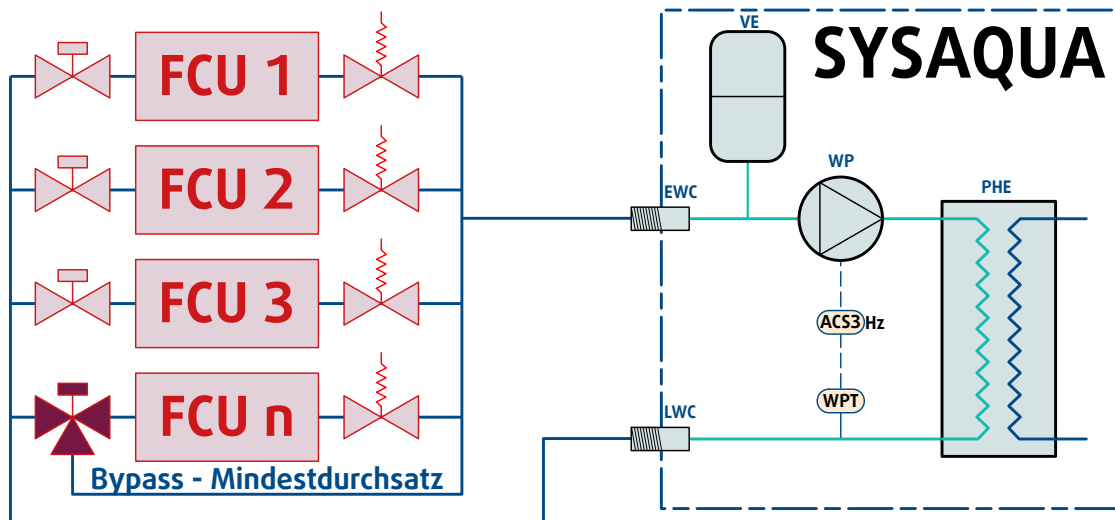 FCU 1
FCU 2
FCU 3
FCU n
Bypass - Mindestdurchsatz
VE
SYSAQUA
WP
EWC
PHE
ACS3 Hz
WPT
LWC